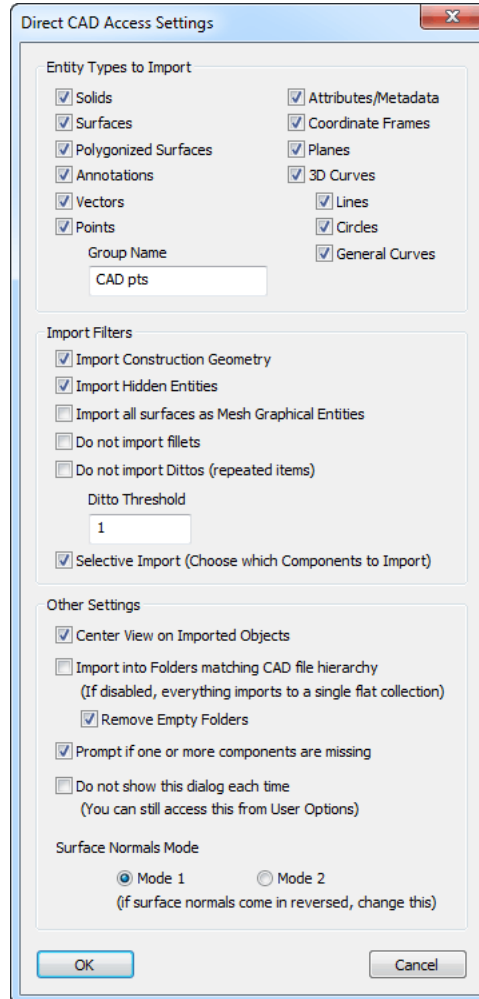 Direct CAD Access Settings
Entity Types to Import
Solids
Surfaces
Polygonized Surfaces
Annotations
Vectors
Points
Group Name
CAD pts
Attributes/Metadata
Coordinate Frames
Planes
3D Curves
Lines
Circles
General Curves
Import Filters
Import Construction Geometry
Import Hidden Entities
Import all surfaces as Mesh Graphical Entities
Do not import fillets
Do not import Dittos (repeated items)
Ditto Threshold
1
Selective Import (Choose which Components to Import)
Other Settings
Center View on Imported Objects
Import into Folders matching CAD file hierarchy
(If disabled, everything imports to a single flat collection)
Remove Empty Folders
Prompt if one or more components are missing
Do not show this dialog each time
(You can still access this from User Options)
Surface Normals Mode
Mode 1 Mode 2
(if surface normals come in reversed, change this)
OK Cancel